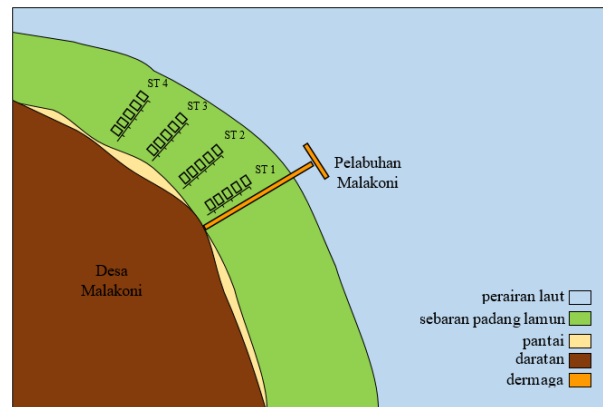 ST 4
ST 3
ST 2
ST 1
Pelabuhan
Malakoni
Desa
Malakoni
perairan laut
sebaran padang lamun
pantai
daratan
dermaga